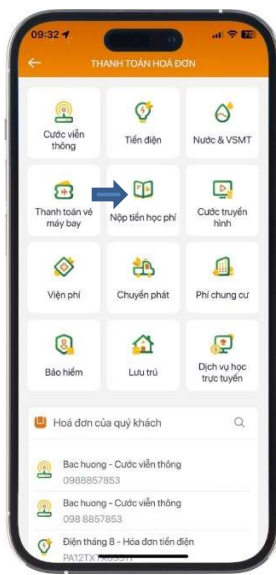 09:32
THANH TOÁN HOÁ ĐƠN
Cước viễn
thông
Tiền điện
Nước & VSMT
Thanh toán vé
máy bay
Nộp tiền học phí
Cước truyền
hình
Viện phí
Chuyển phát
Phí chung cư
Bảo hiểm
Lưu trú
Dịch vụ học
trực tuyến
Hoá đơn của quý khách
Bac huong - Cước viễn thông
0988857853
Bac huong - Cước viễn thông
098 8857853
Điện tháng 8 - Hóa đơn tiền điện